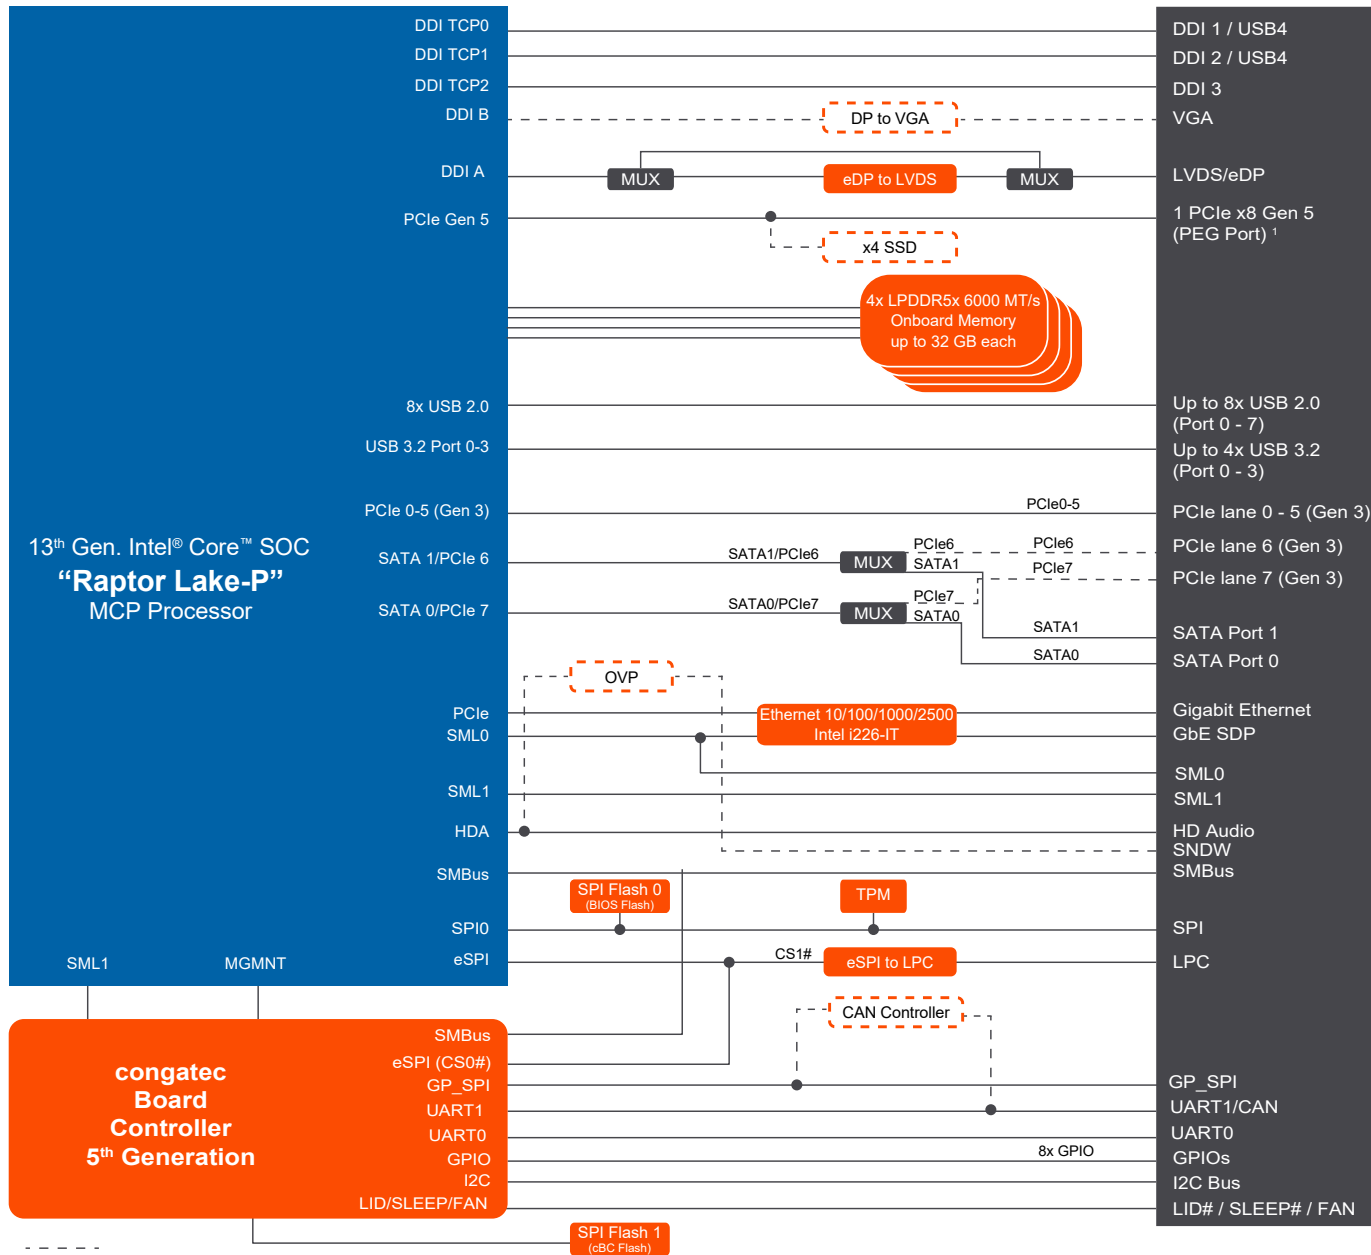 DDI TCP0
DDI 1 / USB4
DDI TCP1
DDI 2 / USB4
DDI TCP2
DDI 3
DDI B
DP to VGA
VGA
DDI A
MUX
eDP to LVDS
MUX
LVDS/eDP
PCIe Gen 5
1 PCIe x8 Gen 5
(PEG Port) ¹
x4 SSD
4x LPDDR5x 6000 MT/s
Onboard Memory
up to 32 GB each
8x USB 2.0
Up to 8x USB 2.0
(Port 0 - 7)
USB 3.2 Port 0-3
Up to 4x USB 3.2
(Port 0 - 3)
PCIe 0-5 (Gen 3)
PCIe0-5
PCIe lane 0 - 5 (Gen 3)
13th Gen. Intel® Core™ SOC
“Raptor Lake-P”
MCP Processor
SATA 1/PCIe 6
SATA1/PCIe6
MUX
PCIe6
SATA1
PCIe6
PCIe lane 6 (Gen 3)
PCIe7
PCIe lane 7 (Gen 3)
SATA 0/PCIe 7
SATA0/PCIe7
MUX
PCIe7
SATA0
SATA1
SATA Port 1
SATA0
SATA Port 0
OVP
PCIe
Ethernet 10/100/1000/2500
Intel i226-IT
Gigabit Ethernet
SML0
GbE SDP
SML0
SML1
SML1
HDA
HD Audio
SNDW
SMBus
SMBus
SPI Flash 0
(BIOS Flash)
TPM
SPI0
SPI
eSPI
CS1#
eSPI to LPC
LPC
SML1
MGMNT
CAN Controller
congatec
Board
Controller
5th Generation
SMBus
eSPI (CS0#)
GP_SPI
GP_SPI
UART1
UART1/CAN
UART0
UART0
GPIO
8x GPIO
GPIOs
I2C
I2C Bus
LID/SLEEP/FAN
LID# / SLEEP# / FAN
SPI Flash 1
(cBC Flash)